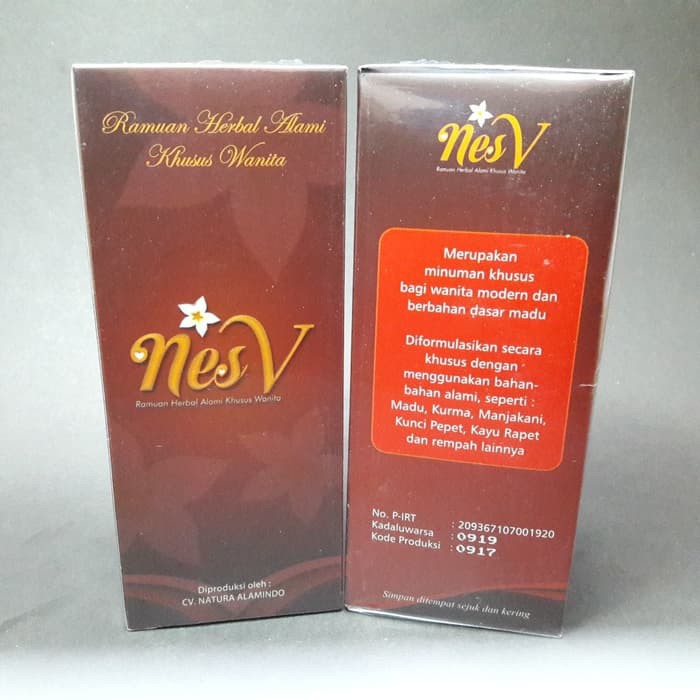 Ramuan Herbal Alami
Khusus Wanita
nesV
Ramuan Herbal Alami Khusus Wanita
Diproduksi oleh :
CV. NATURA ALAMINDO
nesV
Ramuan Herbal Alami Khusus Wanita
Merupakan
minuman khusus
bagi wanita modern dan
berbahan dasar madu
Diformulasikan secara
khusus dengan
menggunakan bahan-
bahan alami, seperti :
Madu, Kurma, Manjakani,
Kunci Pepet, Kayu Rapet
dan rempah lainnya
No. P-IRT : 209367107001920
Kadaluwarsa : 0919
Kode Produksi : 0917
Simpan ditempat sejuk dan kering